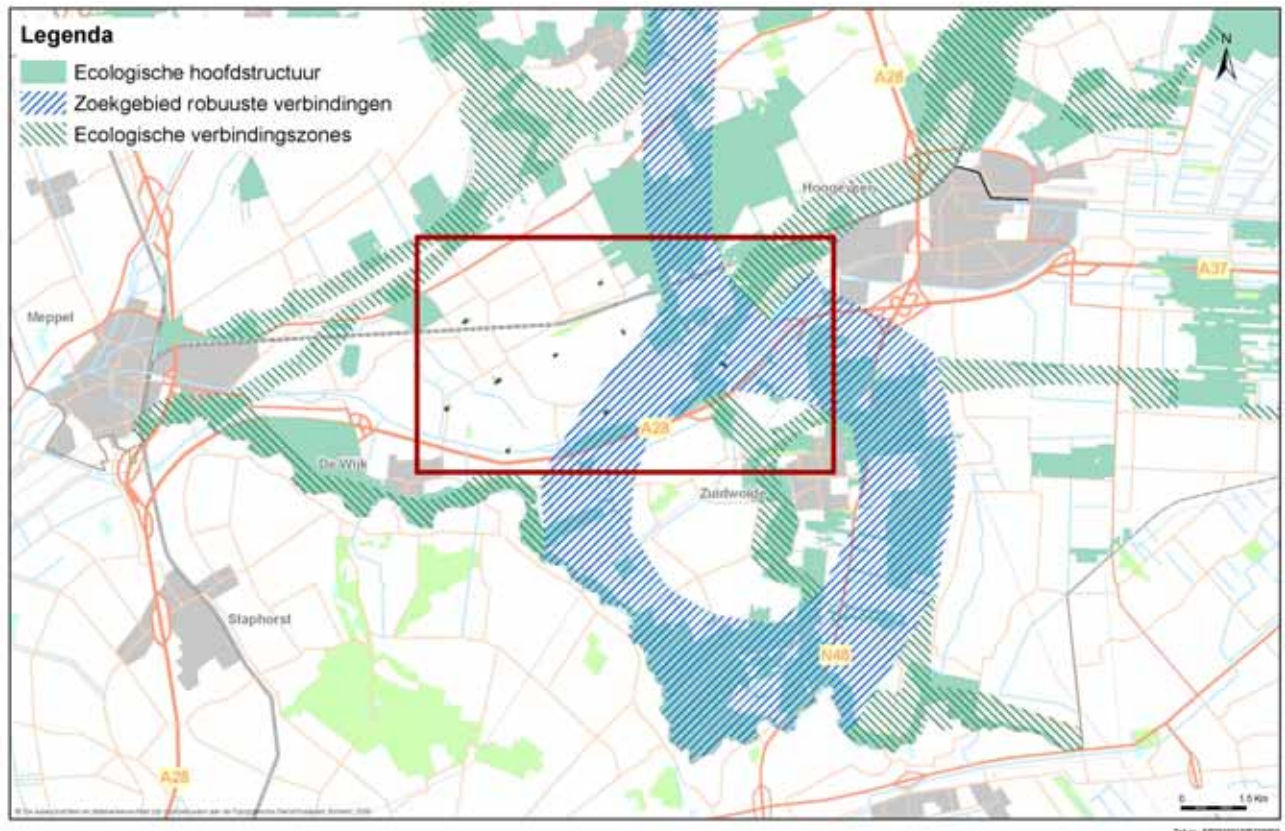 Legenda
Ecologische hoofdstructuur
Zoekgebied robuuste verbindingen
Ecologische verbindingszones
N
A28
Hoogeveen
A37
Meppel
A28
De Wijk
Zuidwolde
Staphorst
N48
A28
0 1.5 Km